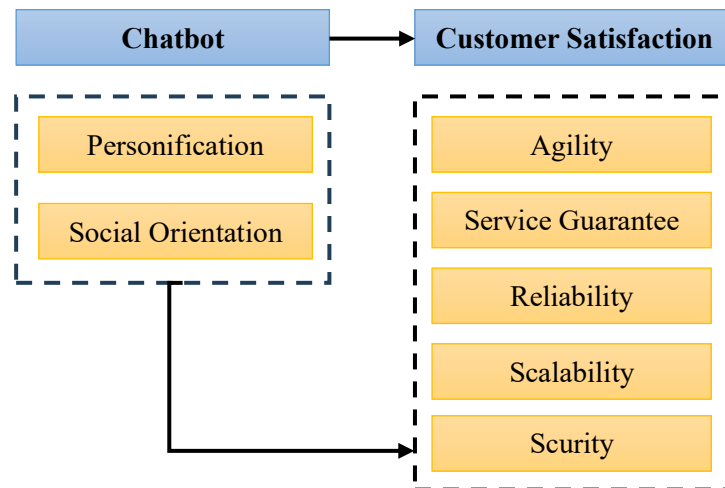 Chatbot
Customer Satisfaction
Personification
Social Orientation
Agility
Service Guarantee
Reliability
Scalability
Scurity